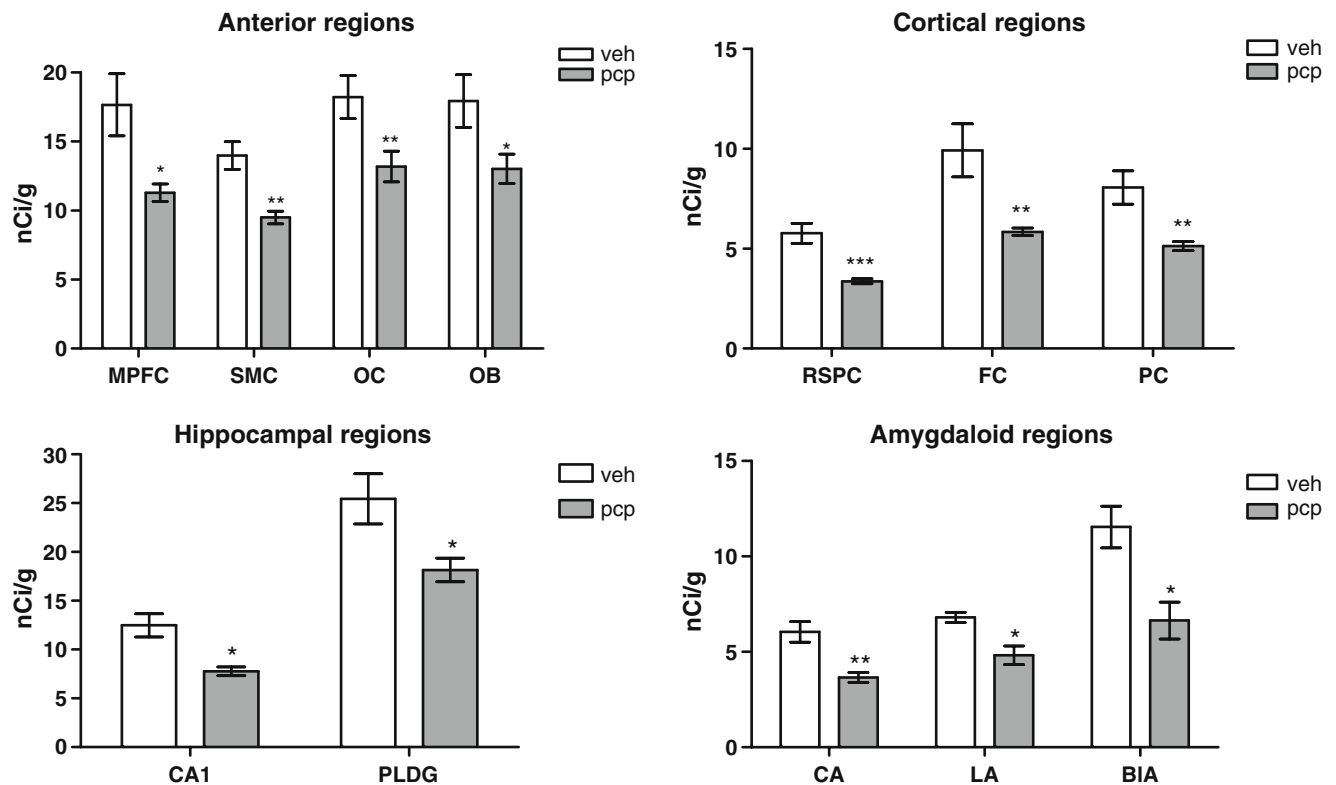 Anterior regions
veh
pcp
20
15
10
5
0
nCi/g
*
**
**
*
MPFC SMC OC OB
Cortical regions
veh
pcp
15
10
5
0
nCi/g
***
**
**
RSPC FC PC
Hippocampal regions
veh
pcp
30
25
20
15
10
5
0
nCi/g
*
*
CA1 PLDG
Amygdaloid regions
veh
pcp
15
10
5
0
nCi/g
**
*
*
CA LA BIA